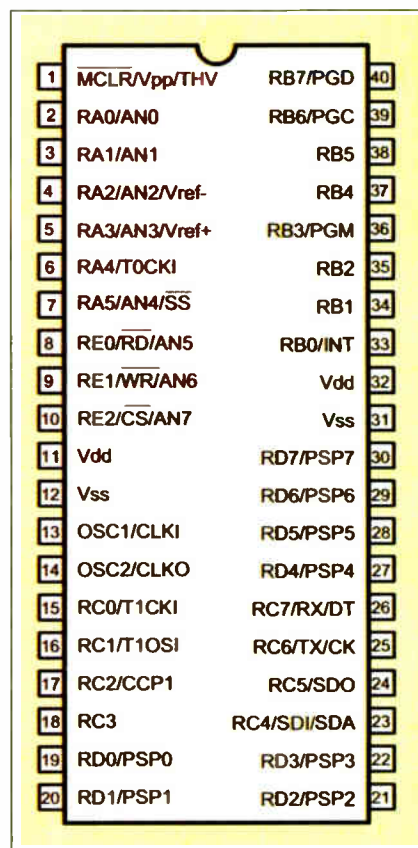 1 MCLR/Vpp/THV RB7/PGD 40
2 RA0/AN0 RB6/PGC 39
3 RA1/AN1 RB5 38
4 RA2/AN2/Vref- RB4 37
5 RA3/AN3/Vref+ RB3/PGM 36
6 RA4/T0CKI RB2 35
7 RA5/AN4/SS RB1 34
8 RE0/RD/AN5 RB0/INT 33
9 RE1/WR/AN6 Vdd 32
10 RE2/CS/AN7 Vss 31
11 Vdd RD7/PSP7 30
12 Vss RD6/PSP6 29
13 OSC1/CLKI RD5/PSP5 28
14 OSC2/CLKO RD4/PSP4 27
15 RC0/T1CKI RC7/RX/DT 26
16 RC1/T1OSI RC6/TX/CK 25
17 RC2/CCP1 RC5/SDO 24
18 RC3 RC4/SDI/SDA 23
19 RD0/PSP0 RD3/PSP3 22
20 RD1/PSP1 RD2/PSP2 21